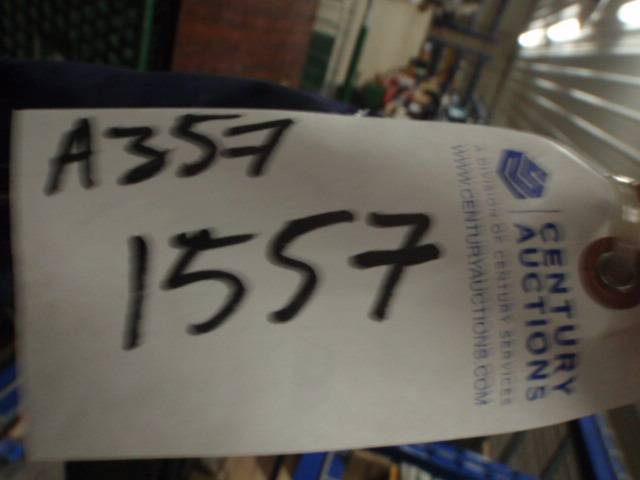 A357
1557
CENTURY
AUCTIONS
A DIVISION OF CENTURY SERVICES
WWW.CENTURYAUCTIONS.COM